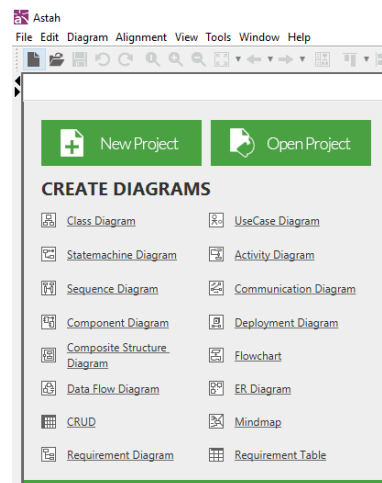 Astah
File Edit Diagram Alignment View Tools Window Help
New Project Open Project
CREATE DIAGRAMS
Class Diagram UseCase Diagram
Statemachine Diagram Activity Diagram
Sequence Diagram Communication Diagram
Component Diagram Deployment Diagram
Composite Structure
Diagram Flowchart
Data Flow Diagram ER Diagram
CRUD Mindmap
Requirement Diagram Requirement Table